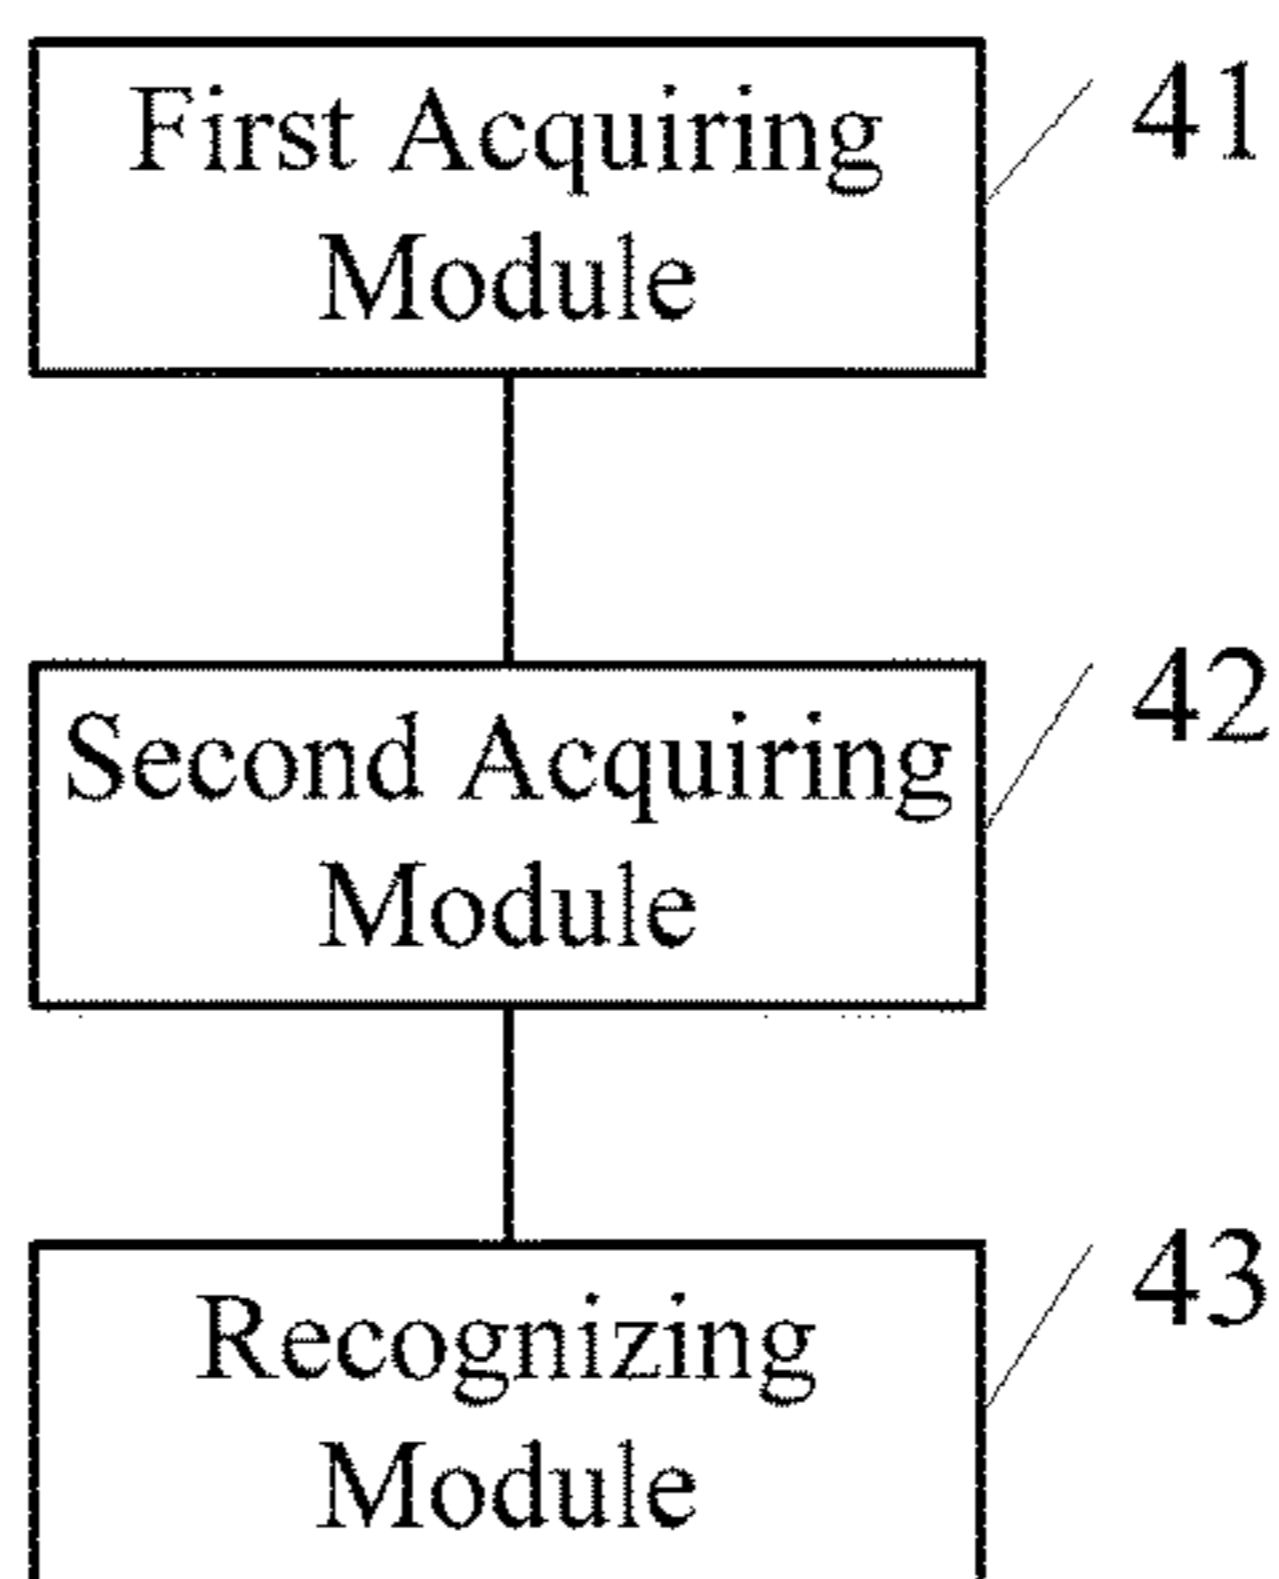 First Acquiring
Module
41
Second Acquiring
Module
42
Recognizing
Module
43